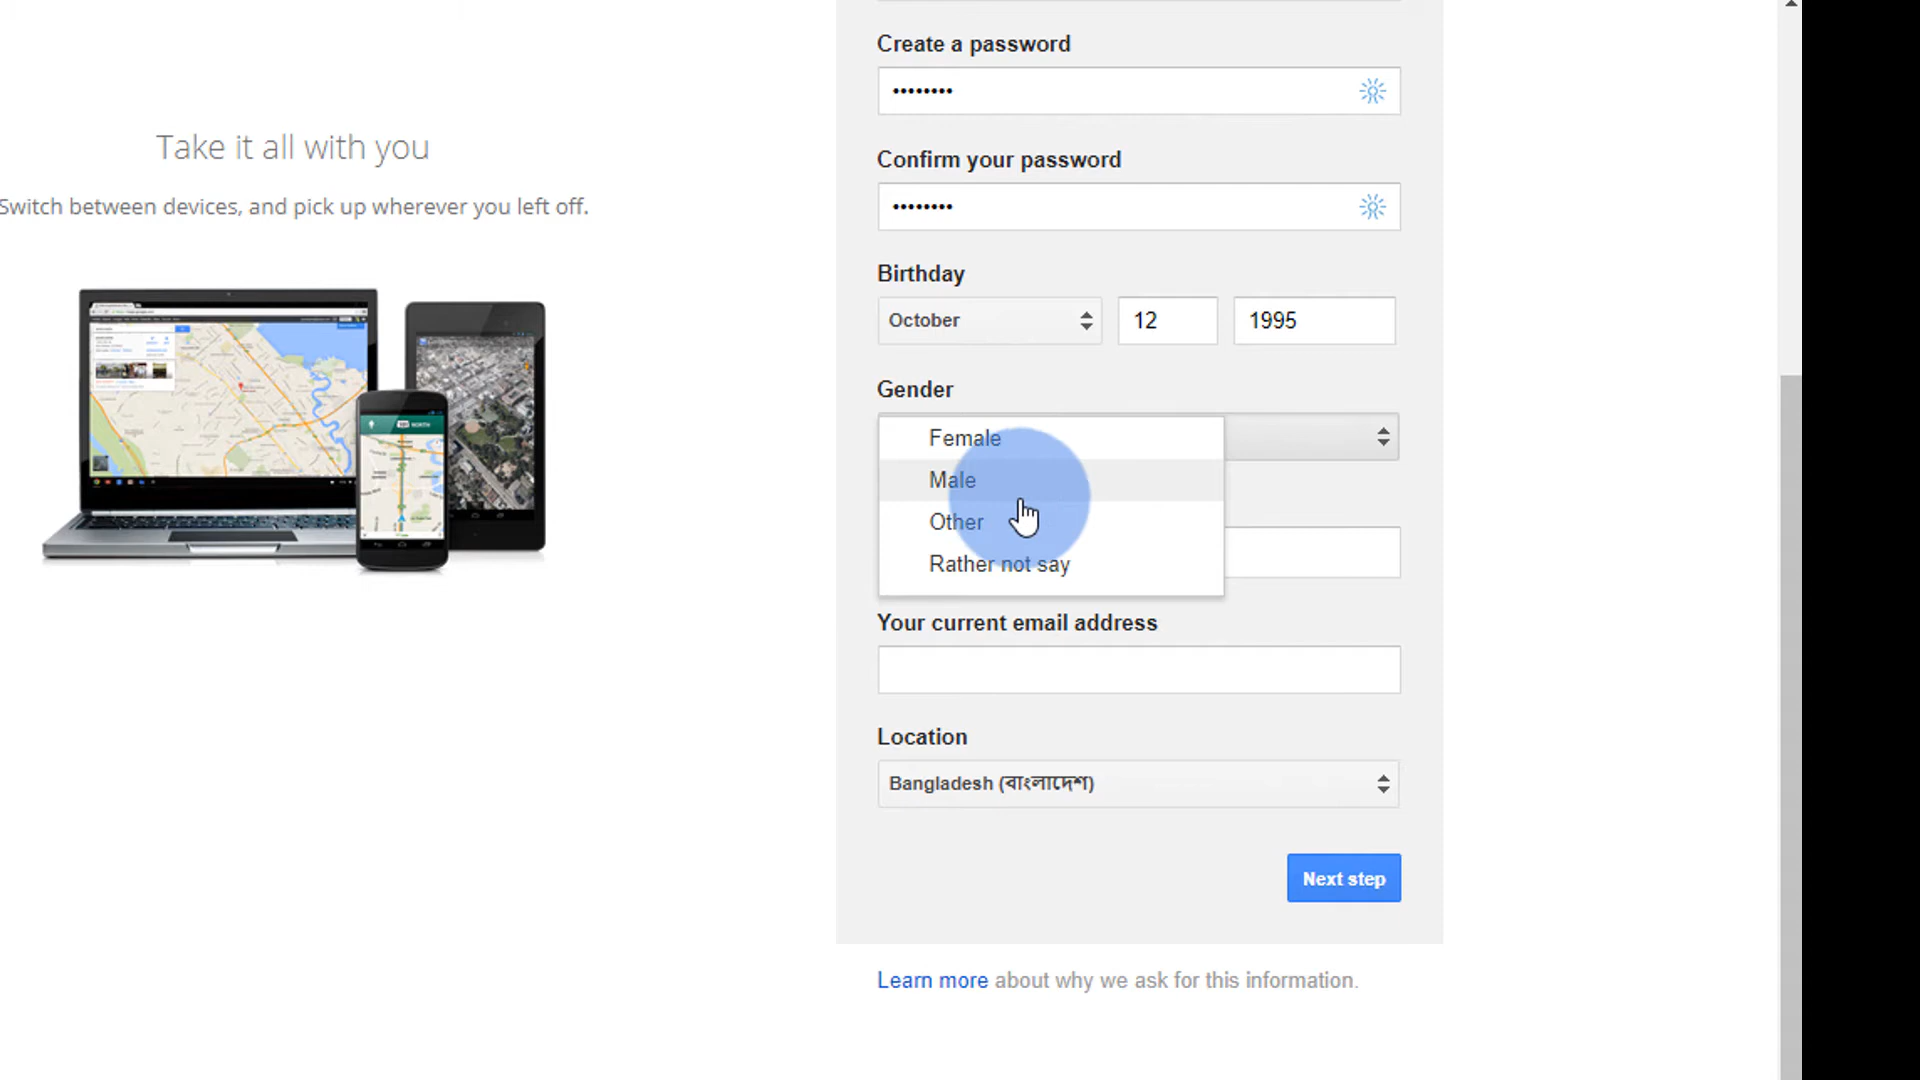 Take it all with you
Switch between devices, and pick up wherever you left off.
Create a password
••••••••
Confirm your password
••••••••
Birthday
October
12
1995
Gender
Female
Male
Other
Rather not say
Your current email address
Location
Bangladesh (বাংলাদেশ)
Next step
Learn more about why we ask for this information.